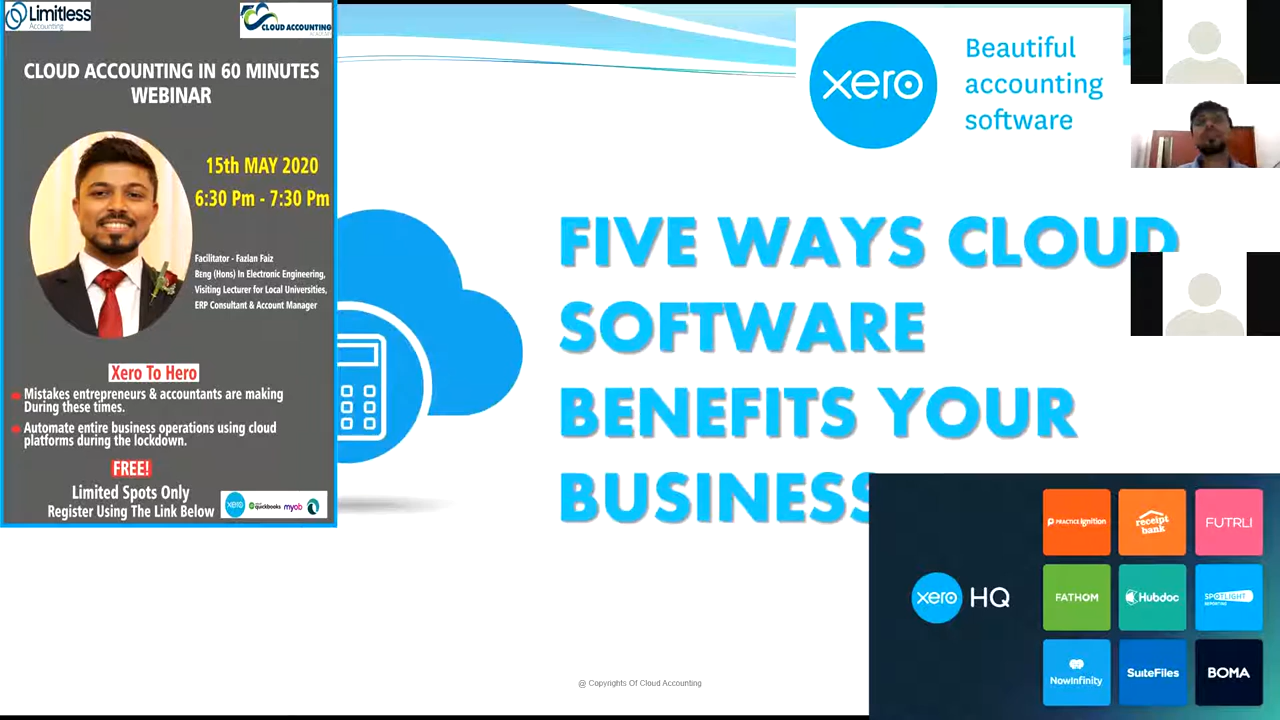 Limitless
Accounting
CLOUD ACCOUNTING
CLOUD ACCOUNTING IN 60 MINUTES
WEBINAR
15th MAY 2020
6:30 Pm - 7:30 Pm
Facilitator - Fazlan Faiz
Beng (Hons) In Electronic Engineering,
Visiting Lecturer for Local Universities,
ERP Consultant & Account Manager
Xero To Hero
Mistakes entrepreneurs & accountants are making
During these times.
Automate entire business operations using cloud
platforms during the lockdown.
FREE!
Limited Spots Only
Register Using The Link Below
xero
quickbooks
myob
xero
Beautiful
accounting
software
FIVE WAYS CLOUD
SOFTWARE
BENEFITS YOUR
BUSINESS
xero HQ
PRACTICE Ignition
receipt
bank
FUTRLI
FATHOM
Hubdoc
SPOTLIGHT
REPORTING
NowInfinity
SuiteFiles
BOMA
@ Copyrights Of Cloud Accounting